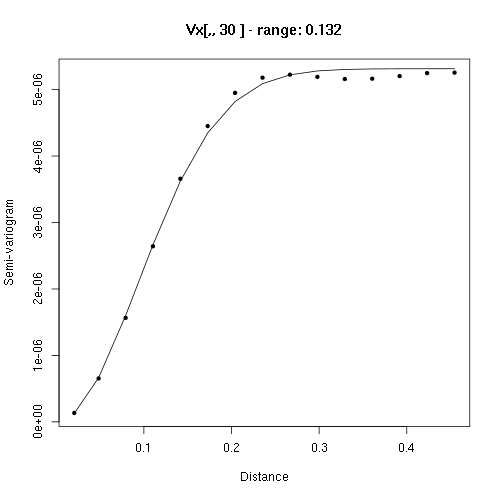 Vx[,, 30 ] - range: 0.132
Semi-variogram
5e-06
4e-06
3e-06
2e-06
1e-06
0e+00
0.1 0.2 0.3 0.4
Distance